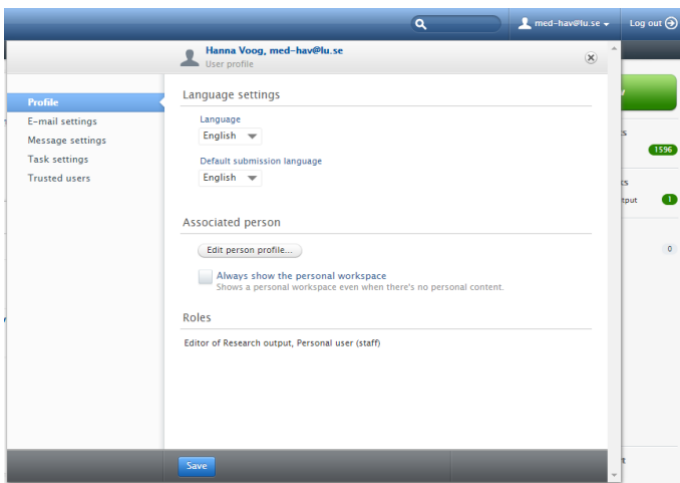 med-hav@lu.se
Log out
Hanna Voog, med-hav@lu.se
User profile
Profile
E-mail settings
Message settings
Task settings
Trusted users
Language settings
Language
English
Default submission language
English
Associated person
Edit person profile...
Always show the personal workspace
Shows a personal workspace even when there's no personal content.
Roles
Editor of Research output, Personal user (staff)
Save
1596
1
0